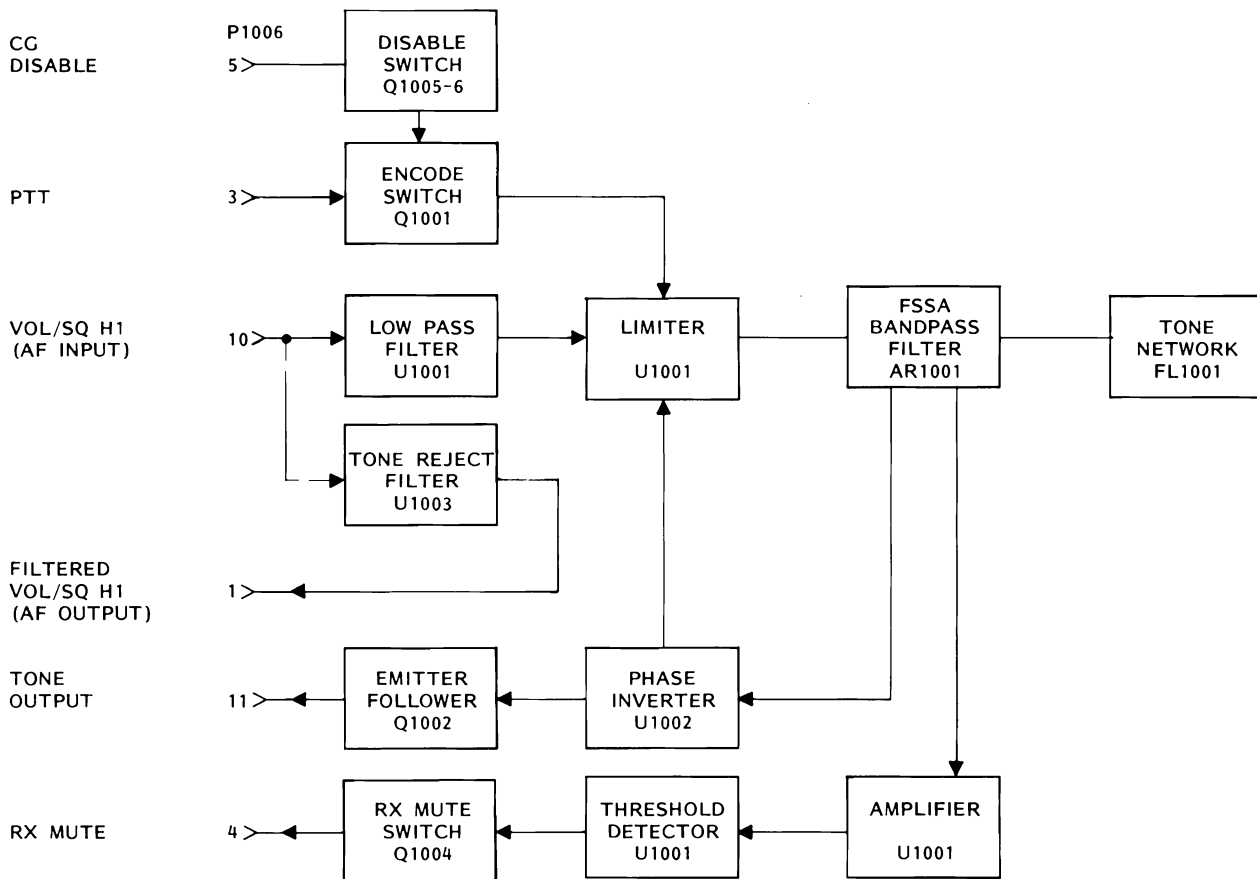 CG
DISABLE
P1006
5
DISABLE
SWITCH
Q1005-6
PTT
3
ENCODE
SWITCH
Q1001
VOL/SQ H1
(AF INPUT)
10
LOW PASS
FILTER
U1001
LIMITER
U1001
FSSA
BANDPASS
FILTER
AR1001
TONE
NETWORK
FL1001
TONE REJECT
FILTER
U1003
FILTERED
VOL/SQ H1
(AF OUTPUT)
1
TONE
OUTPUT
11
EMITTER
FOLLOWER
Q1002
PHASE
INVERTER
U1002
RX MUTE
4
RX MUTE
SWITCH
Q1004
THRESHOLD
DETECTOR
U1001
AMPLIFIER
U1001